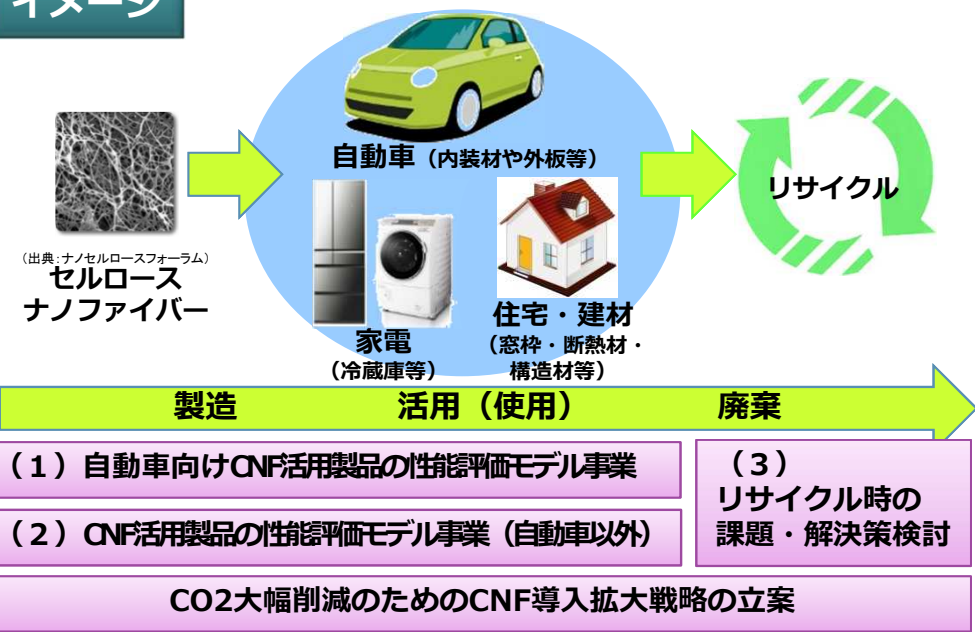 イメージ
自動車（内装材や外板等）
リサイクル
（出典：ナノセルロースフォーラム）
セルロース
ナノファイバー
家電
（冷蔵庫等）
住宅・建材
（窓枠・断熱材・
構造材等）
製造　活用（使用）　廃棄
（１）自動車向けCNF活用製品の性能評価モデル事業
（２）CNF活用製品の性能評価モデル事業（自動車以外）
（３）
リサイクル時の
課題・解決策検討
CO2大幅削減のためのCNF導入拡大戦略の立案